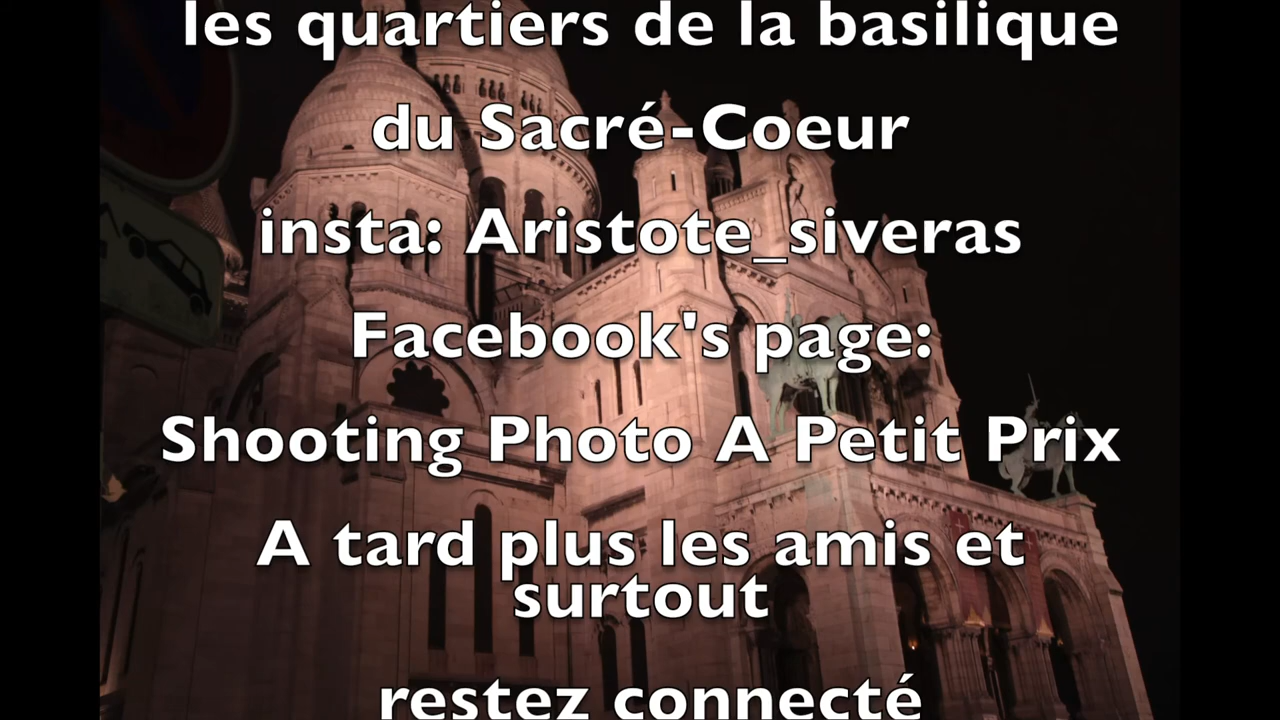 les quartiers de la basilique
du Sacré-Coeur
insta: Aristote_siveras
Facebook's page:
Shooting Photo A Petit Prix
A tard plus les amis et
surtout
restez connecté